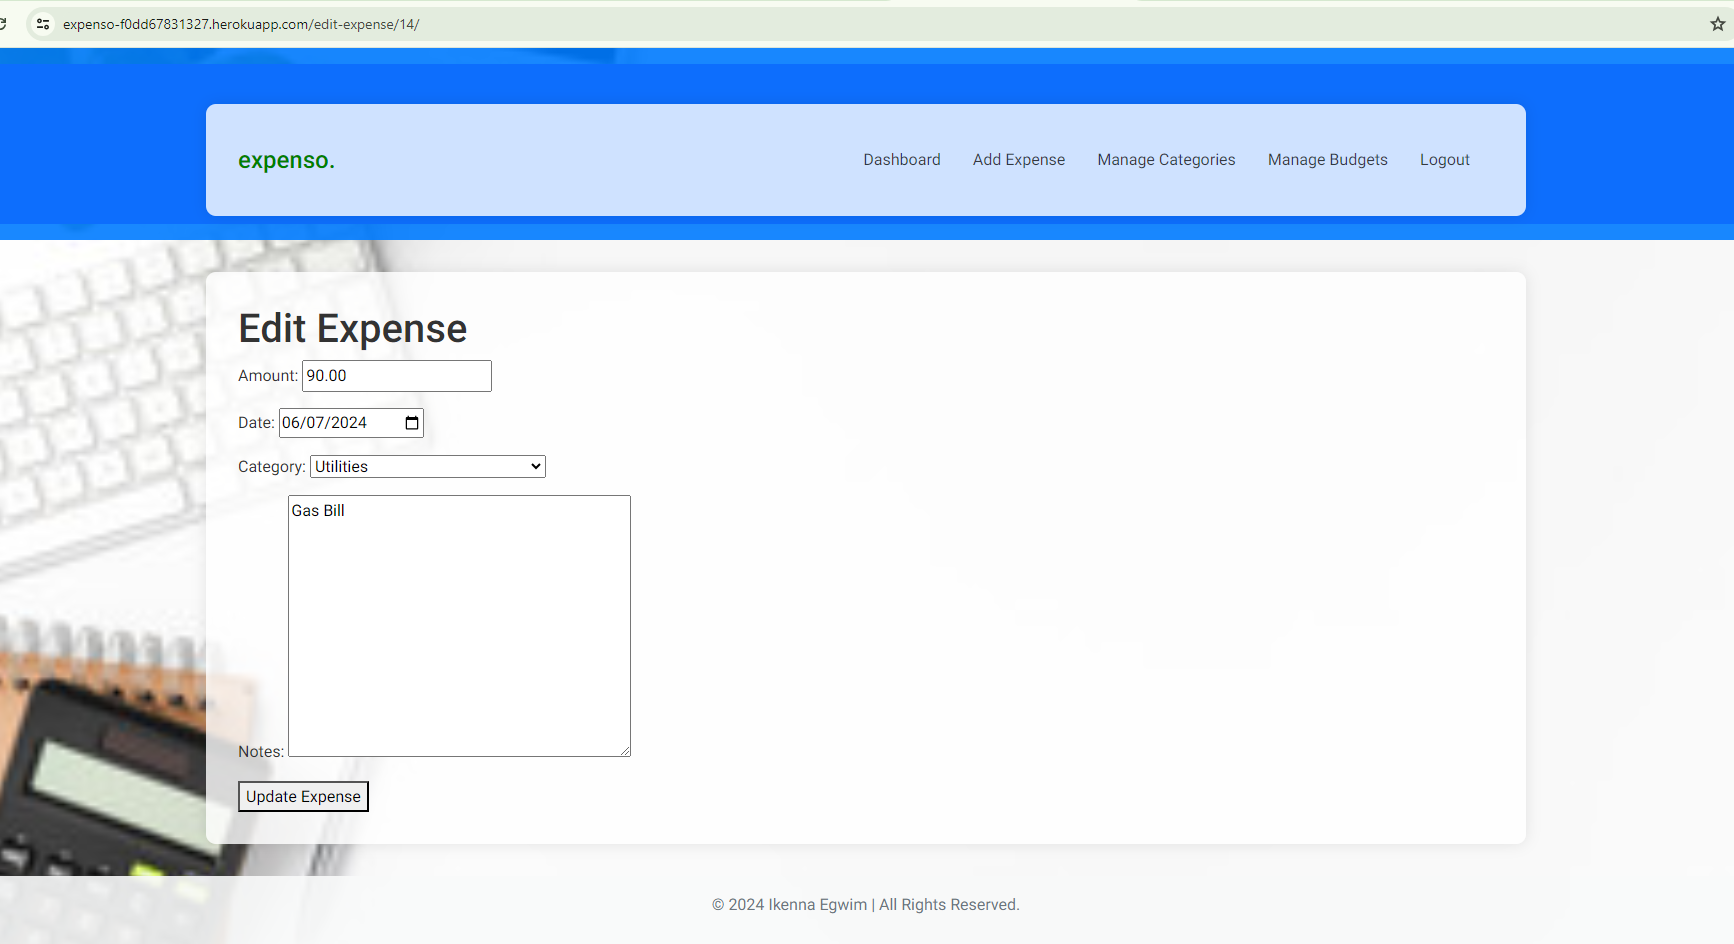 expenso-f0dd67831327.herokuapp.com/edit-expense/14/
expenso. Dashboard Add Expense Manage Categories Manage Budgets Logout
Edit Expense
Amount: 90.00
Date: 06/07/2024
Category: Utilities
Gas Bill
Notes:
Update Expense
© 2024 Ikenna Egwim | All Rights Reserved.